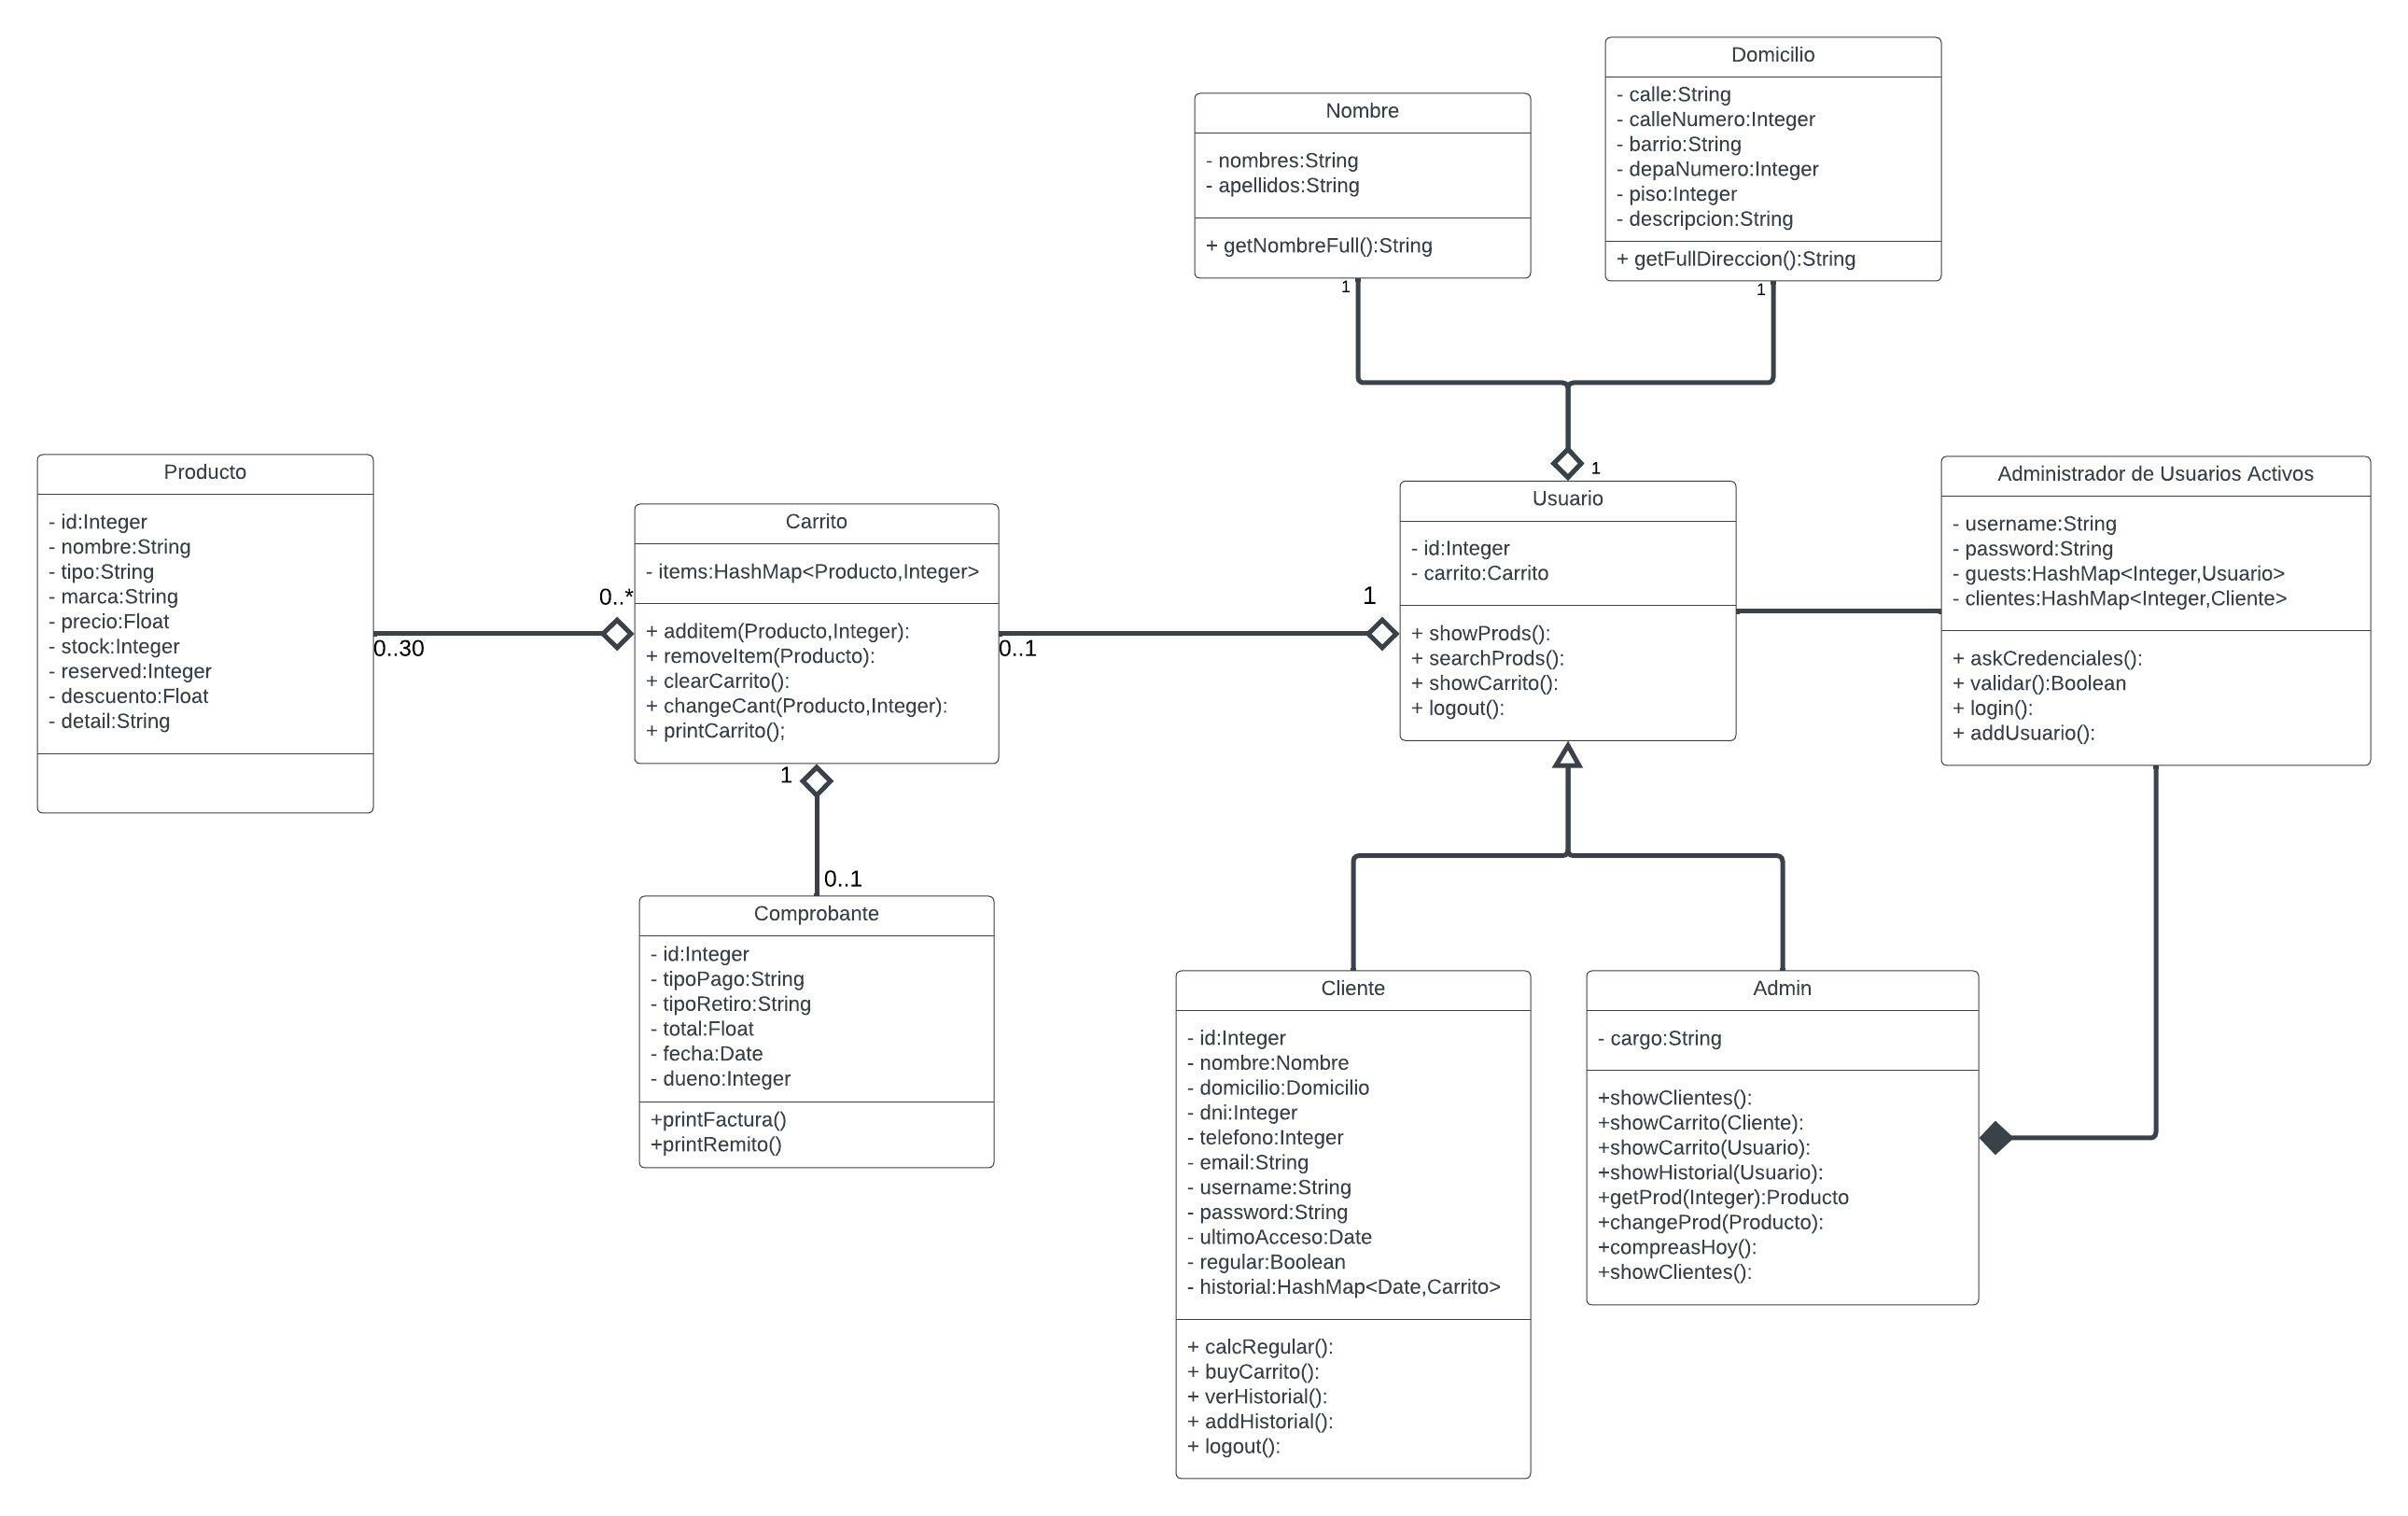 Domicilio
- calle:String
- calleNumero:Integer
- barrio:String
- depaNumero:Integer
- piso:Integer
- descripcion:String
+ getFullDireccion():String
1
Nombre
- nombres:String
- apellidos:String
+ getNombreFull():String
1
Producto
- id:Integer
- nombre:String
- tipo:String
- marca:String
- precio:Float
- stock:Integer
- reserved:Integer
- descuento:Float
- detail:String
0..30
0..*
Carrito
- items:HashMap<Producto,Integer>
+ additem(Producto,Integer):
+ removeItem(Producto):
+ clearCarrito():
+ changeCant(Producto,Integer):
+ printCarrito();
0..1
1
1
Usuario
- id:Integer
- carrito:Carrito
+ showProds():
+ searchProds():
+ showCarrito():
+ logout():
Administrador de Usuarios Activos
- username:String
- password:String
- guests:HashMap<Integer,Usuario>
- clientes:HashMap<Integer,Cliente>
+ askCredenciales():
+ validar():Boolean
+ login():
+ addUsuario():
1
0..1
Comprobante
- id:Integer
- tipoPago:String
- tipoRetiro:String
- total:Float
- fecha:Date
- dueno:Integer
+printFactura()
+printRemito()
Cliente
- id:Integer
- nombre:Nombre
- domicilio:Domicilio
- dni:Integer
- telefono:Integer
- email:String
- username:String
- password:String
- ultimoAcceso:Date
- regular:Boolean
- historial:HashMap<Date,Carrito>
+ calcRegular():
+ buyCarrito():
+ verHistorial():
+ addHistorial():
+ logout():
Admin
- cargo:String
+showClientes():
+showCarrito(Cliente):
+showCarrito(Usuario):
+showHistorial(Usuario):
+getProd(Integer):Producto
+changeProd(Producto):
+compreasHoy():
+showClientes():